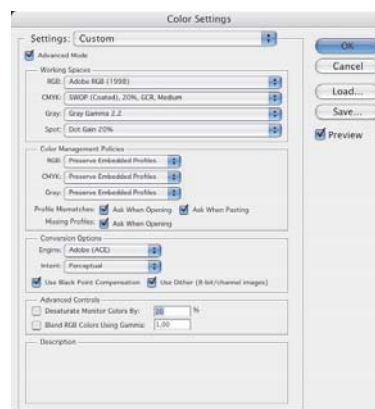 Color Settings
Settings: Custom
OK
Cancel
Load...
Save...
Preview
Advanced Mode
Working Spaces
RGB: Adobe RGB (1998)
CMYK: SWOP (Coated), 20%, GCR, Medium
Gray: Gray Gamma 2.2
Spot: Dot Gain 20%
Color Management Policies
RGB: Preserve Embedded Profiles
CMYK: Preserve Embedded Profiles
Gray: Preserve Embedded Profiles
Profile Mismatches: Ask When Opening Ask When Pasting
Missing Profiles: Ask When Opening
Conversion Options
Engine: Adobe (ACE)
Intent: Perceptual
Use Black Point Compensation Use Dither (8-bit/channel images)
Advanced Controls
Desaturate Monitor Colors By: 20 %
Blend RGB Colors Using Gamma: 1.00
Description